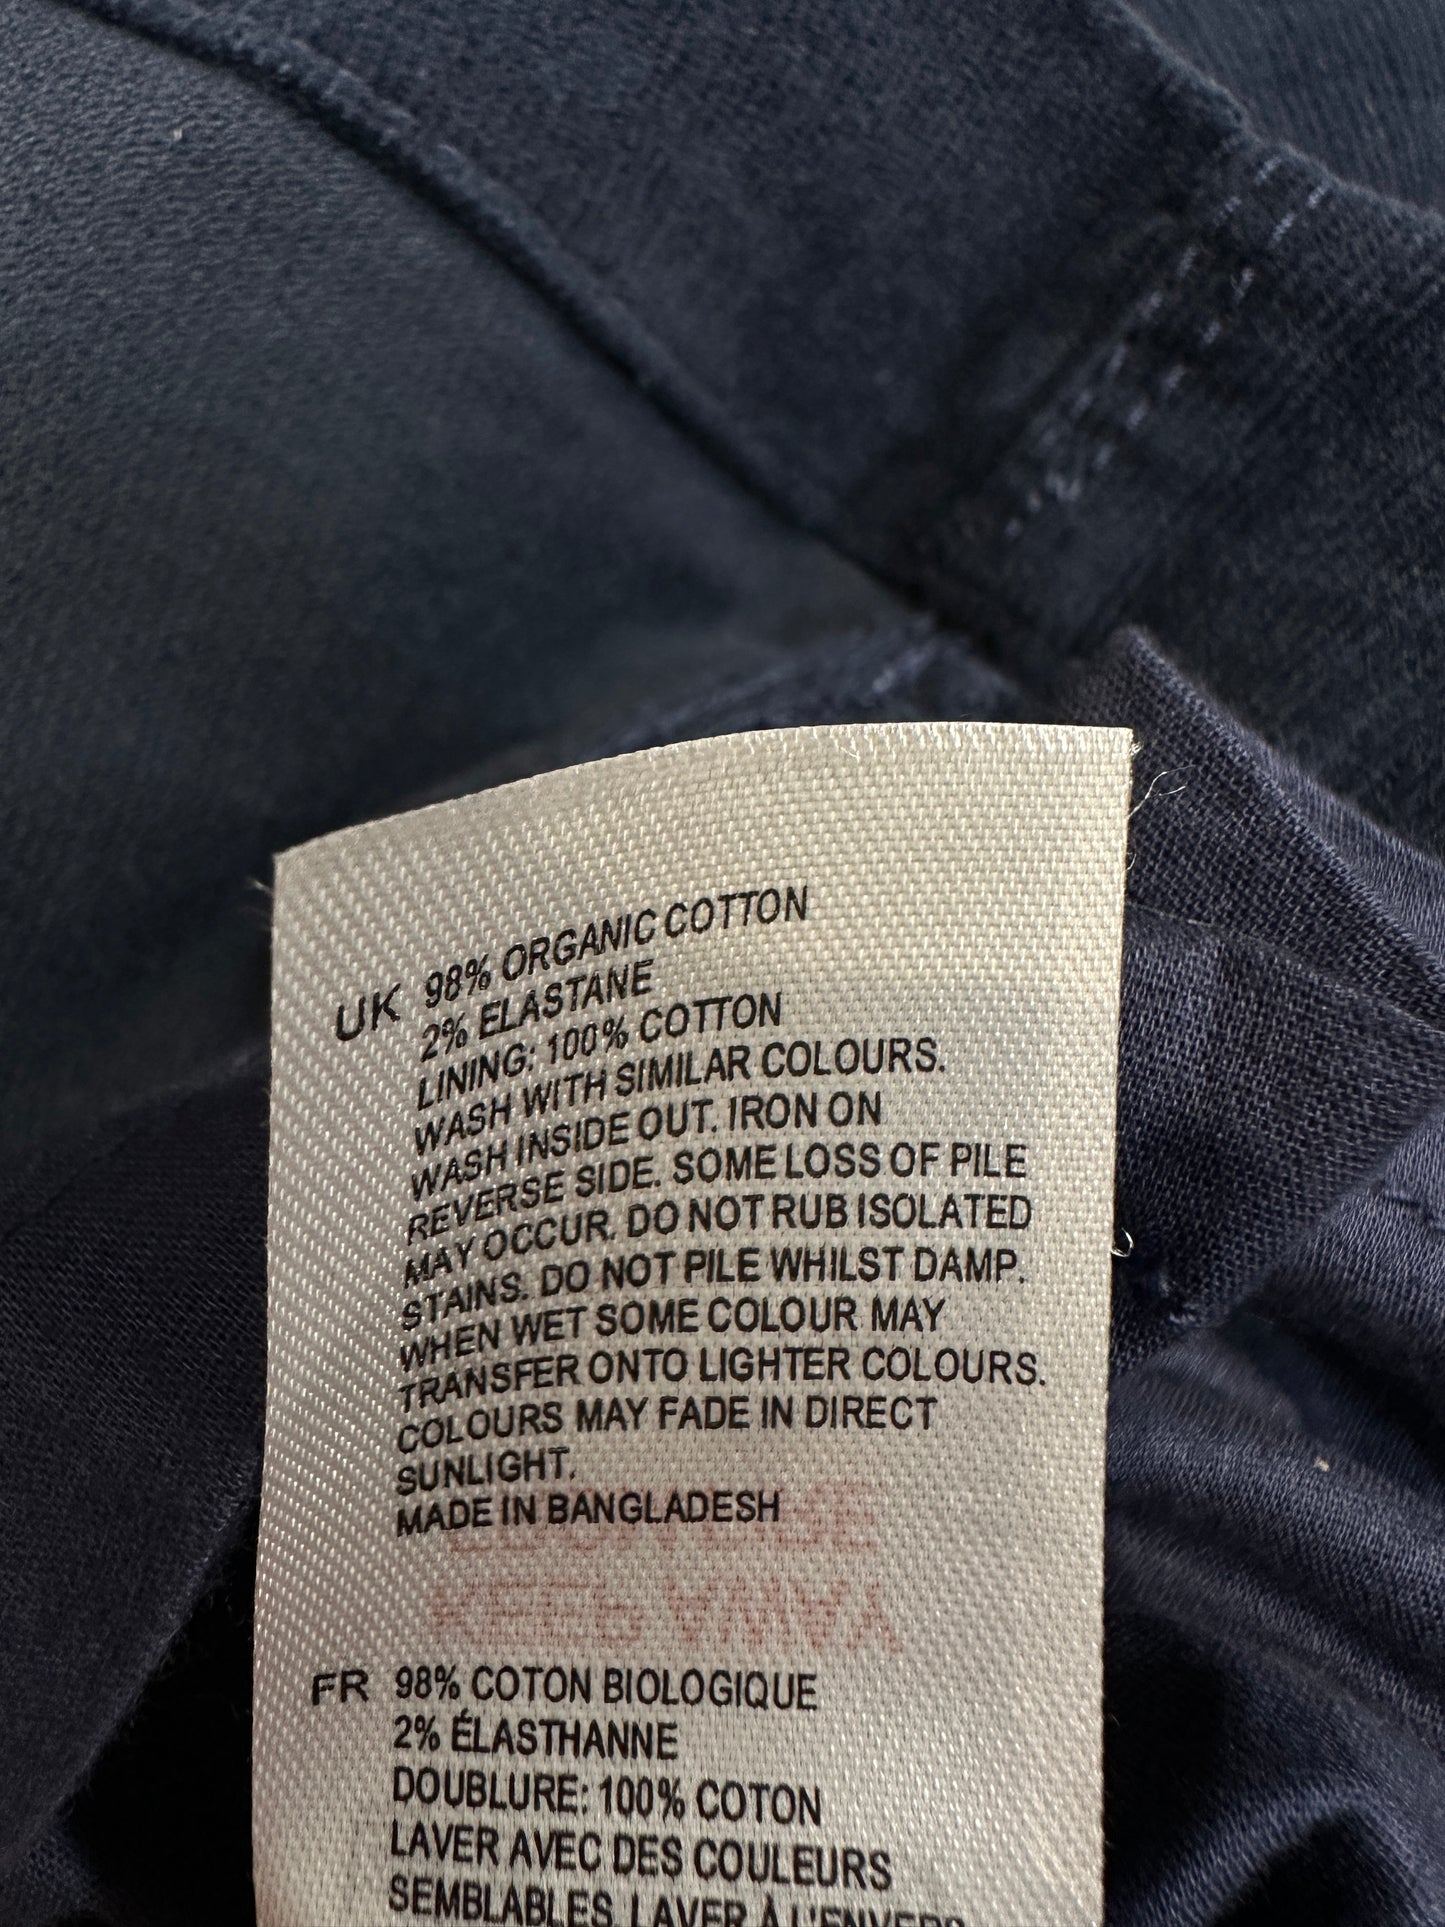 UK 98% ORGANIC COTTON
2% ELASTANE
LINING: 100% COTTON
WASH WITH SIMILAR COLOURS.
WASH INSIDE OUT. IRON ON
REVERSE SIDE. SOME LOSS OF PILE
MAY OCCUR. DO NOT RUB ISOLATED
STAINS. DO NOT PILE WHILST DAMP.
WHEN WET SOME COLOUR MAY
TRANSFER ONTO LIGHTER COLOURS.
COLOURS MAY FADE IN DIRECT
SUNLIGHT.
MADE IN BANGLADESH
KEEP AWAY
FR 98% COTON BIOLOGIQUE
2% ÉLASTHANNE
DOUBLURE: 100% COTON
LAVER AVEC DES COULEURS
SEMBLABLES. LAVER À L'ENVERS